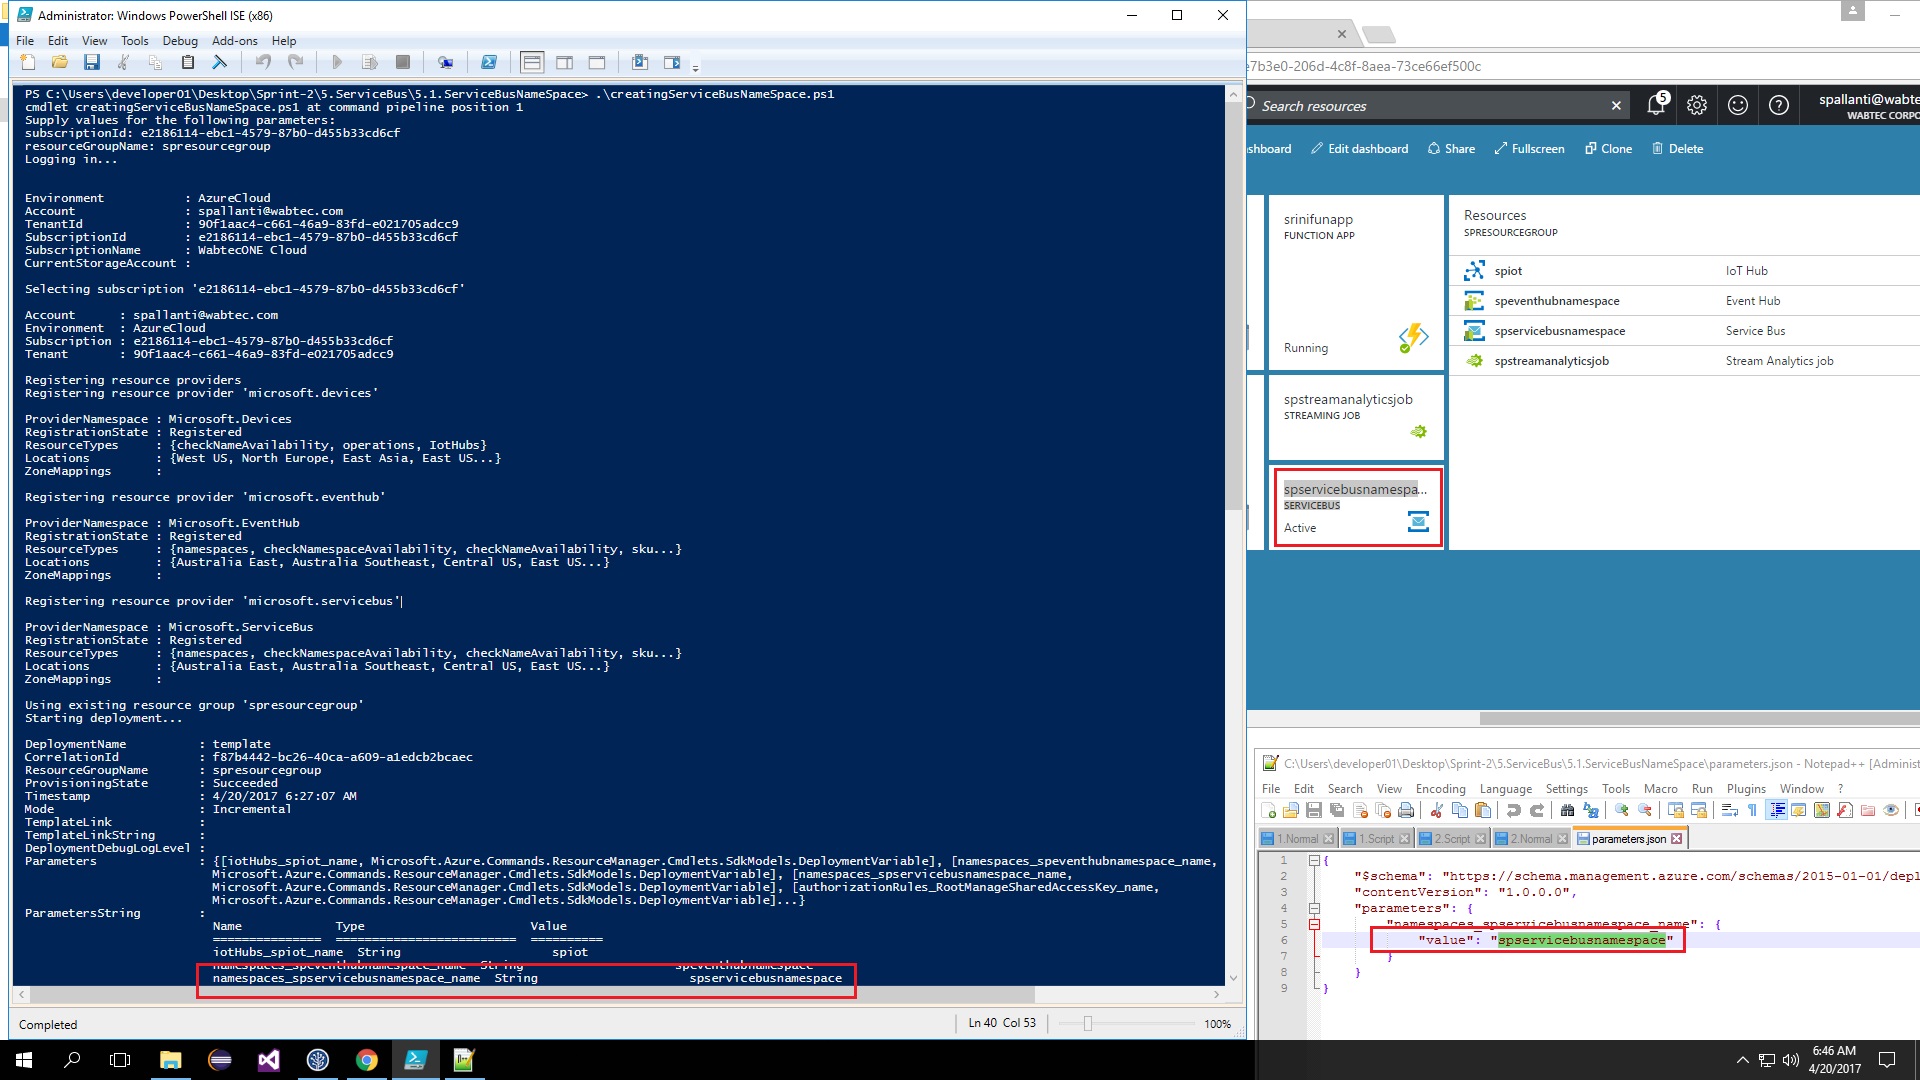 Administrator: Windows PowerShell ISE (x86)
File Edit View Tools Debug Add-ons Help
PS C:\Users\developer01\Desktop\Sprint-2\5.ServiceBus\5.1.ServiceBusNameSpace> .\creatingServiceBusNameSpace.ps1
cmdlet creatingServiceBusNameSpace.ps1 at command pipeline position 1
Supply values for the following parameters:
subscriptionId: e2186114-ebc1-4579-87b0-d455b33cd6cf
resourceGroupName: spresourcegroup
Logging in...
Environment : AzureCloud
Account : spallanti@wabtec.com
TenantId : 90f1aac4-c661-46a9-83fd-e021705adcc9
SubscriptionId : e2186114-ebc1-4579-87b0-d455b33cd6cf
SubscriptionName : WabtecONE Cloud
CurrentStorageAccount :
Selecting subscription 'e2186114-ebc1-4579-87b0-d455b33cd6cf'
Account : spallanti@wabtec.com
Environment : AzureCloud
Subscription : e2186114-ebc1-4579-87b0-d455b33cd6cf
Tenant : 90f1aac4-c661-46a9-83fd-e021705adcc9
Registering resource providers
Registering resource provider 'microsoft.devices'
ProviderNamespace : Microsoft.Devices
RegistrationState : Registered
ResourceTypes : {checkNameAvailability, operations, IotHubs}
Locations : {West US, North Europe, East Asia, East US...}
ZoneMappings :
Registering resource provider 'microsoft.eventhub'
ProviderNamespace : Microsoft.EventHub
RegistrationState : Registered
ResourceTypes : {namespaces, checkNamespaceAvailability, checkNameAvailability, sku...}
Locations : {Australia East, Australia Southeast, Central US, East US...}
ZoneMappings :
Registering resource provider 'microsoft.servicebus'
ProviderNamespace : Microsoft.ServiceBus
RegistrationState : Registered
ResourceTypes : {namespaces, checkNamespaceAvailability, checkNameAvailability, sku...}
Locations : {Australia East, Australia Southeast, Central US, East US...}
ZoneMappings :
Using existing resource group 'spresourcegroup'
Starting deployment...
DeploymentName : template
CorrelationId : f87b4442-bc26-40ca-a609-a1edcb2bcaec
ResourceGroupName : spresourcegroup
ProvisioningState : Succeeded
Timestamp : 4/20/2017 6:27:07 AM
Mode : Incremental
TemplateLink :
TemplateLinkString :
DeploymentDebugLogLevel :
Parameters : {[iotHubs_spiot_name, Microsoft.Azure.Commands.ResourceManager.Cmdlets.SdkModels.DeploymentVariable], [namespaces_speventhubnamespace_name,
Microsoft.Azure.Commands.ResourceManager.Cmdlets.SdkModels.DeploymentVariable], [namespaces_spservicebusnamespace_name,
Microsoft.Azure.Commands.ResourceManager.Cmdlets.SdkModels.DeploymentVariable], [authorizationRules_RootManageSharedAccessKey_name,
Microsoft.Azure.Commands.ResourceManager.Cmdlets.SdkModels.DeploymentVariable]...}
ParametersString :
Name Type Value
=============== ========================= ==========
iotHubs_spiot_name String spiot
namespaces_speventhubnamespace_name String speventhubnamespace
namespaces_spservicebusnamespace_name String spservicebusnamespace
Completed
Ln 40 Col 53
100%
e7b3e0-206d-4c8f-8aea-73ce66ef500c
Search resources
5
spallanti@wabtec
WABTEC CORPO
shboard Edit dashboard Share Fullscreen Clone Delete
srinifunapp
FUNCTION APP
Running
spstreamanalyticsjob
STREAMING JOB
spservicebusnamespa...
SERVICEBUS
Active
Resources
SPRESOURCEGROUP
spiot IoT Hub
speventhubnamespace Event Hub
spservicebusnamespace Service Bus
spstreamanalyticsjob Stream Analytics job
C:\Users\developer01\Desktop\Sprint-2\5.ServiceBus\5.1.ServiceBusNameSpace\parameters.json - Notepad++ [Administ
File Edit Search View Encoding Language Settings Tools Macro Run Plugins Window ?
1.Normal 1.Script 2.Script 2.Normal parameters.json
1 {
2 "$schema": "https://schema.management.azure.com/schemas/2015-01-01/depl
3 "contentVersion": "1.0.0.0",
4 "parameters": {
5 "namespaces_spservicebusnamespace_name": {
6 "value": "spservicebusnamespace"
7 }
8 }
9 }
6:46 AM
4/20/2017